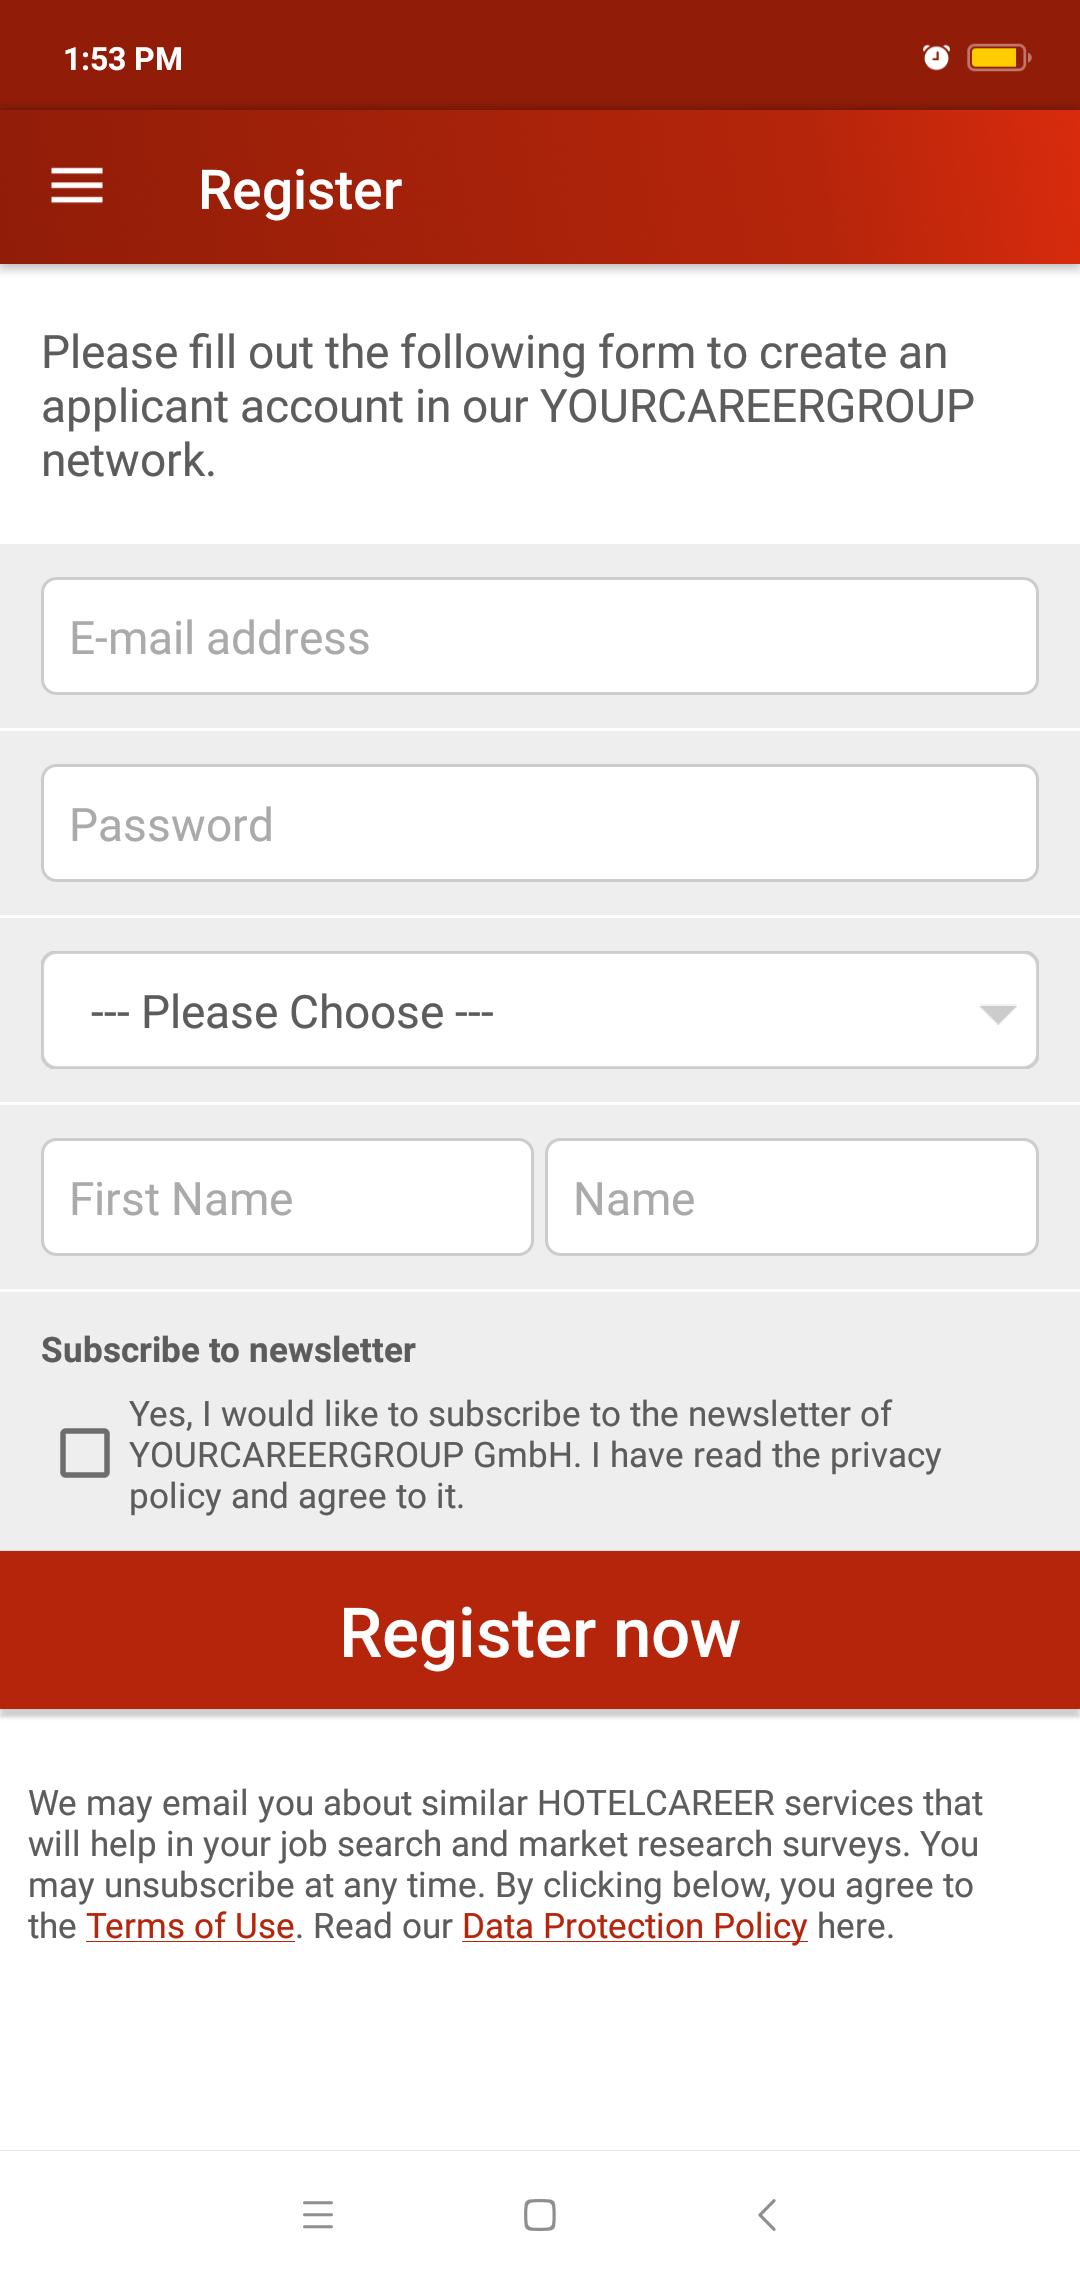 1:53 PM
Register
Please fill out the following form to create an
applicant account in our YOURCAREERGROUP
network.
E-mail address
Password
--- Please Choose ---
First Name
Name
Subscribe to newsletter
Yes, I would like to subscribe to the newsletter of
YOURCAREERGROUP GmbH. I have read the privacy
policy and agree to it.
Register now
We may email you about similar HOTELCAREER services that
will help in your job search and market research surveys. You
may unsubscribe at any time. By clicking below, you agree to
the Terms of Use. Read our Data Protection Policy here.